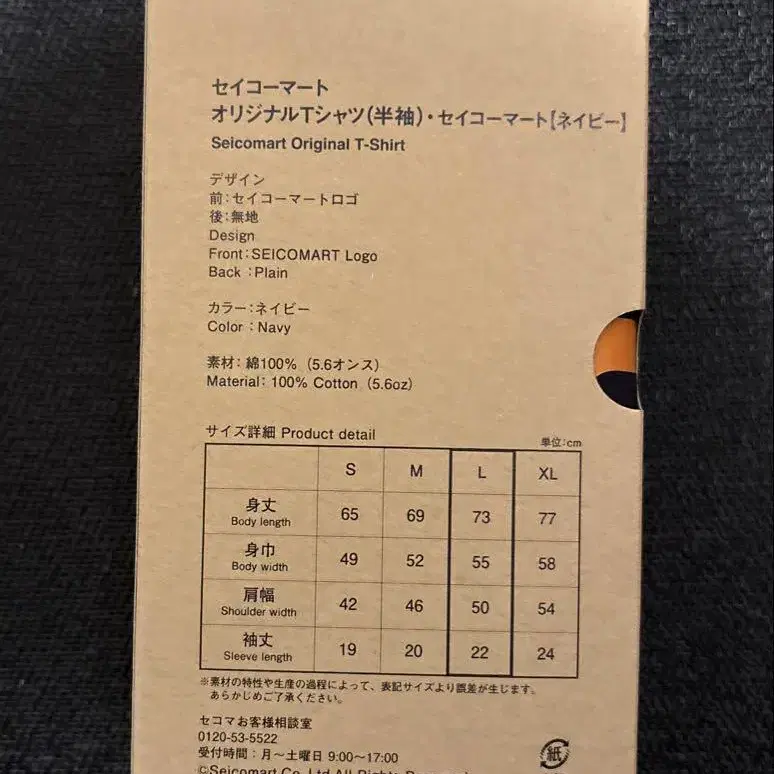 セイコーマート
オリジナルTシャツ(半袖)・セイコーマート【ネイビー】
Seicomart Original T-Shirt
デザイン
前:セイコーマートロゴ
後:無地
Design
Front:SEICOMART Logo
Back :Plain
カラー:ネイビー
Color : Navy
素材: 綿100% (5.6オンス)
Material: 100% Cotton (5.6oz)
サイズ詳細 Product detail
単位:cm
S M L XL
身丈
Body length 65 69 73 77
身巾
Body width 49 52 55 58
肩幅
Shoulder width 42 46 50 54
袖丈
Sleeve length 19 20 22 24
※素材の特性や生産の過程によって、表記サイズより誤差が生じます。
あらかじめご了承ください。
セコマお客様相談室
0120-53-5522
受付時間:月〜土曜日 9:00〜17:00
紙
©Seicomart Co.,Ltd All Rights